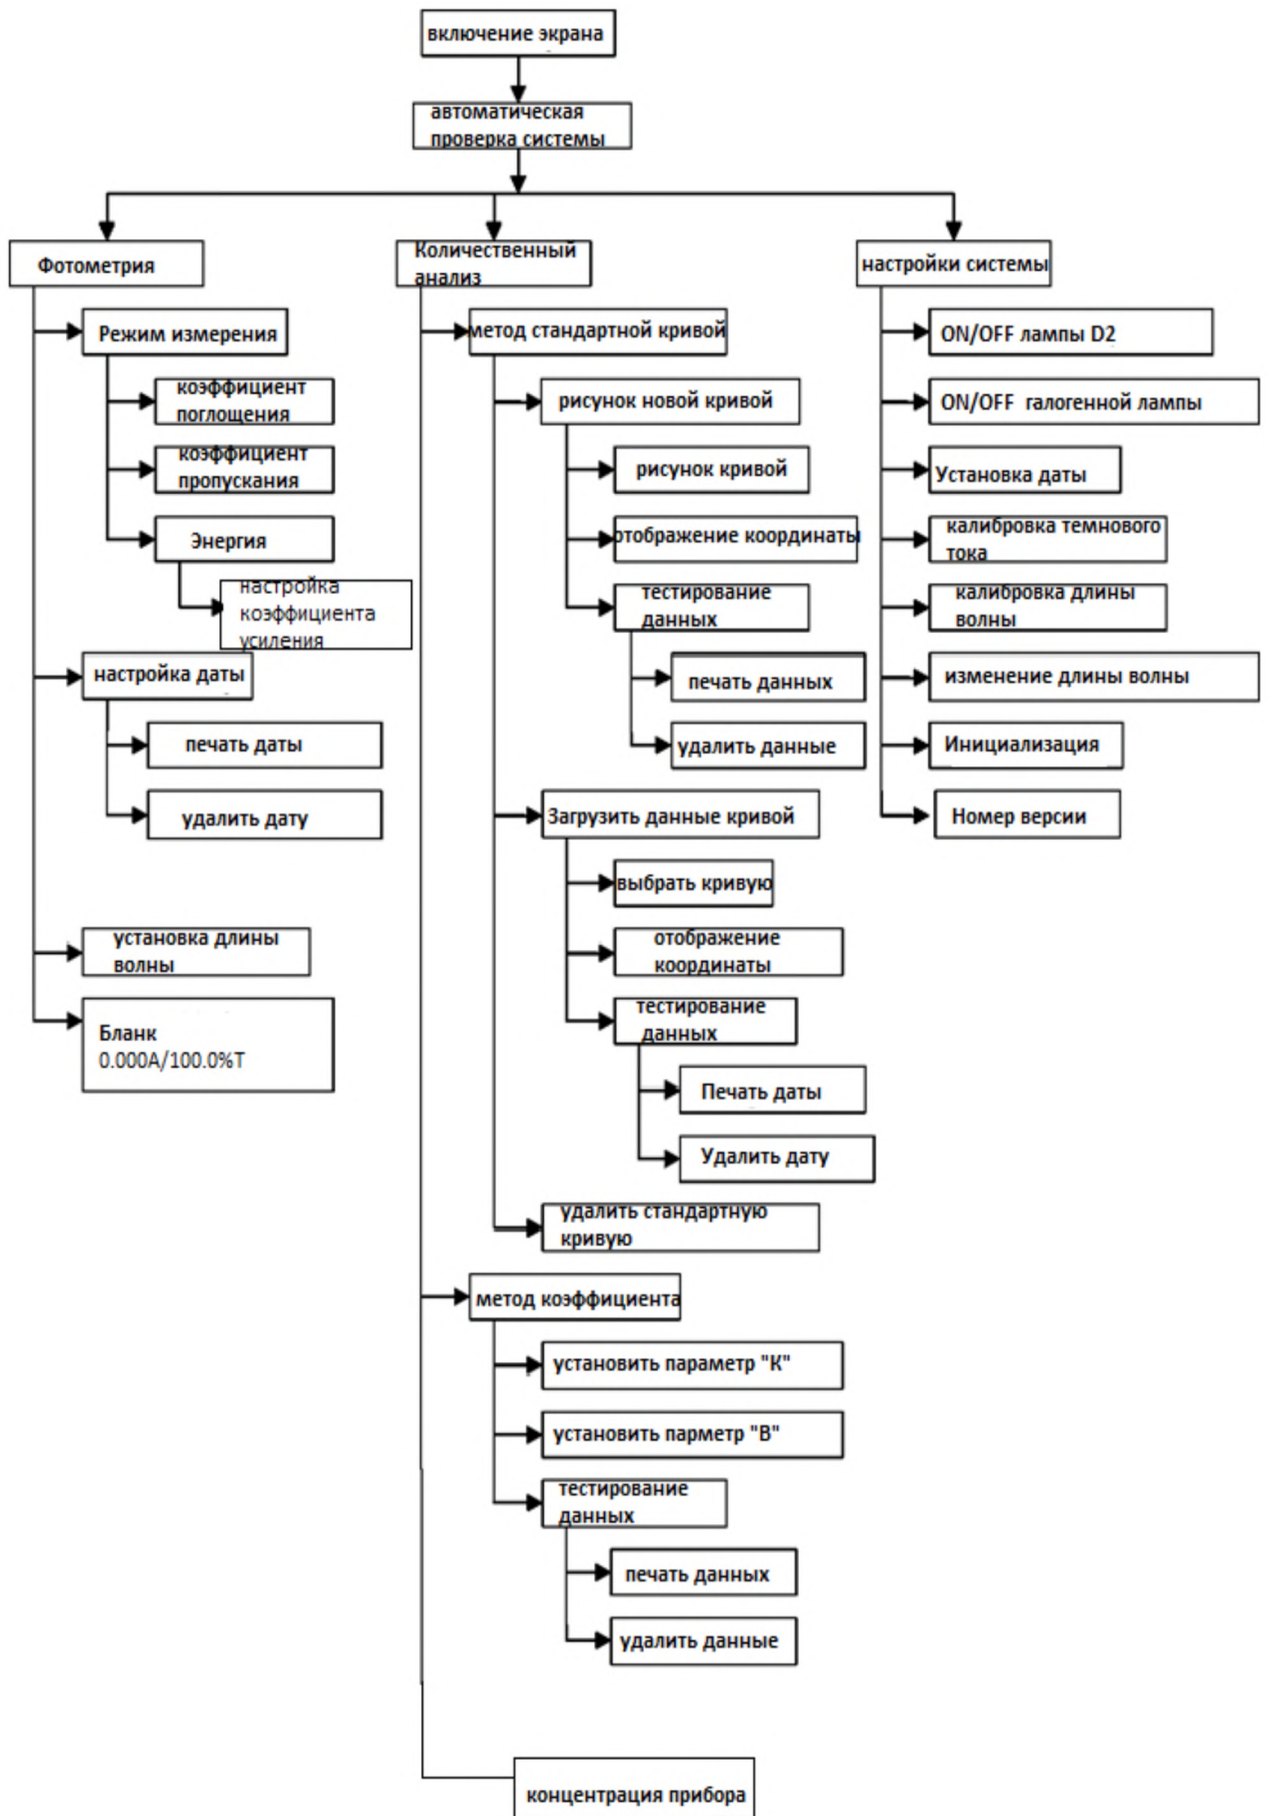 включение экрана
автоматическая
проверка системы
Фотометрия
Режим измерения
коэффициент
поглощения
коэффициент
пропускания
Энергия
настройка
коэффициента
усиления
настройка даты
печать даты
удалить дату
установка длины
волны
Бланк
0.000A/100.0%T
Количественный
анализ
метод стандартной кривой
рисунок новой кривой
рисунок кривой
отображение координаты
тестирование
данных
печать данных
удалить данные
Загрузить данные кривой
выбрать кривую
отображение
координаты
тестирование
данных
Печать даты
Удалить дату
удалить стандартную
кривую
метод коэффициента
установить параметр "К"
установить парметр "В"
тестирование
данных
печать данных
удалить данные
концентрация прибора
настройки системы
ON/OFF лампы D2
ON/OFF галогенной лампы
Установка даты
калибровка темнового
тока
калибровка длины
волны
изменение длины волны
Инициализация
Номер версии